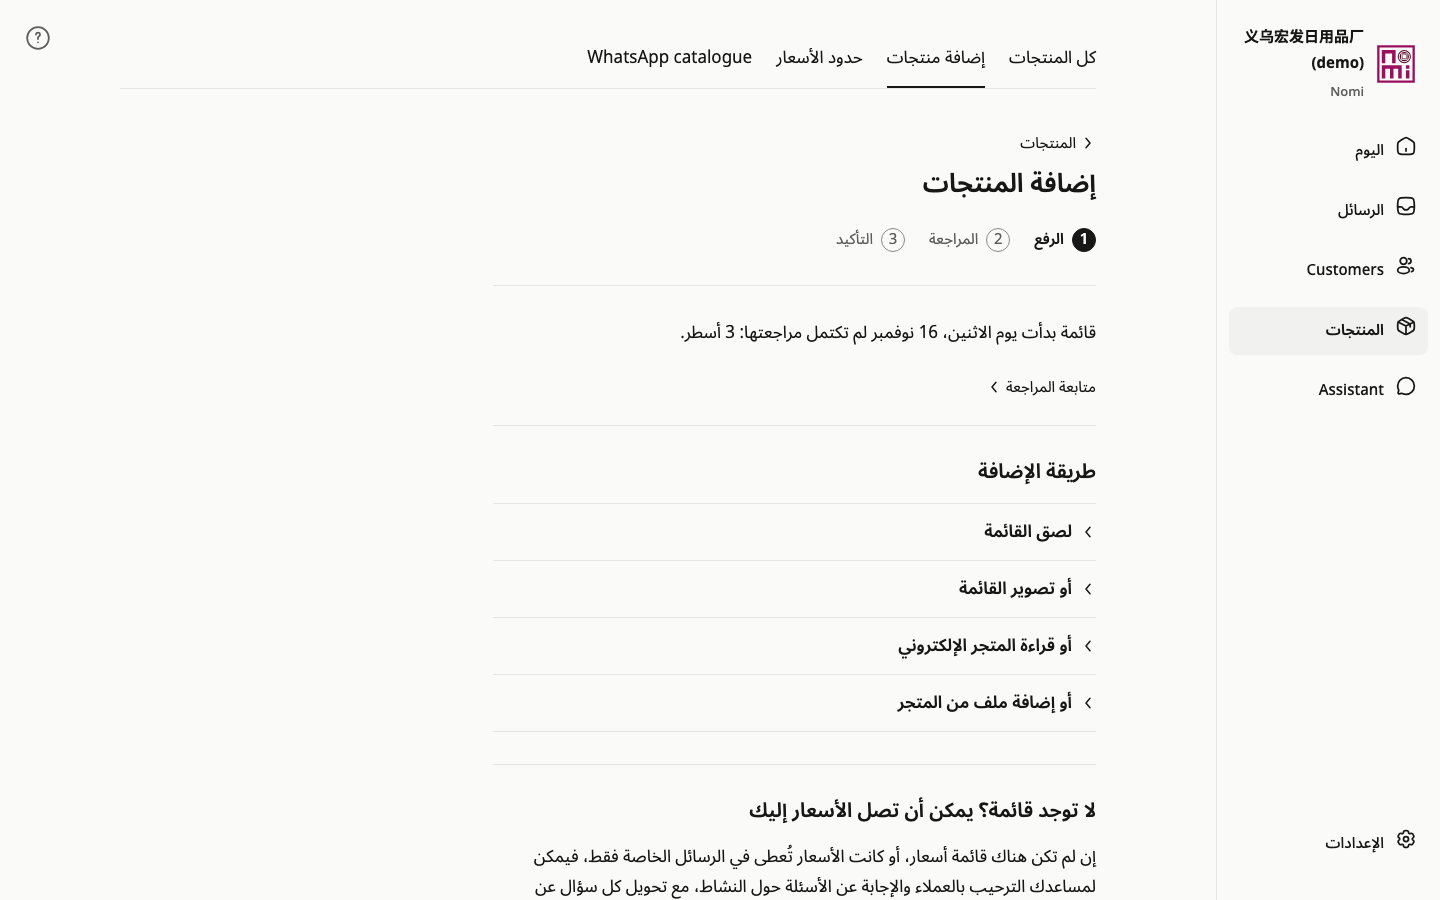 义乌宏发日用品厂
(demo)
Nomi
اليوم
الرسائل
Customers
المنتجات
Assistant
الإعدادات
كل المنتجات
إضافة منتجات
حدود الأسعار
WhatsApp catalogue
المنتجات
إضافة المنتجات
1 الرفع
2 المراجعة
3 التأكيد
قائمة بدأت يوم الاثنين، 16 نوفمبر لم تكتمل مراجعتها: 3 أسطر.
متابعة المراجعة
طريقة الإضافة
لصق القائمة
أو تصوير القائمة
أو قراءة المتجر الإلكتروني
أو إضافة ملف من المتجر
لا توجد قائمة؟ يمكن أن تصل الأسعار إليك
إن لم تكن هناك قائمة أسعار، أو كانت الأسعار تُعطى في الرسائل الخاصة فقط، فيمكن
لمساعدك الترحيب بالعملاء والإجابة عن الأسئلة حول النشاط، مع تحويل كل سؤال عن